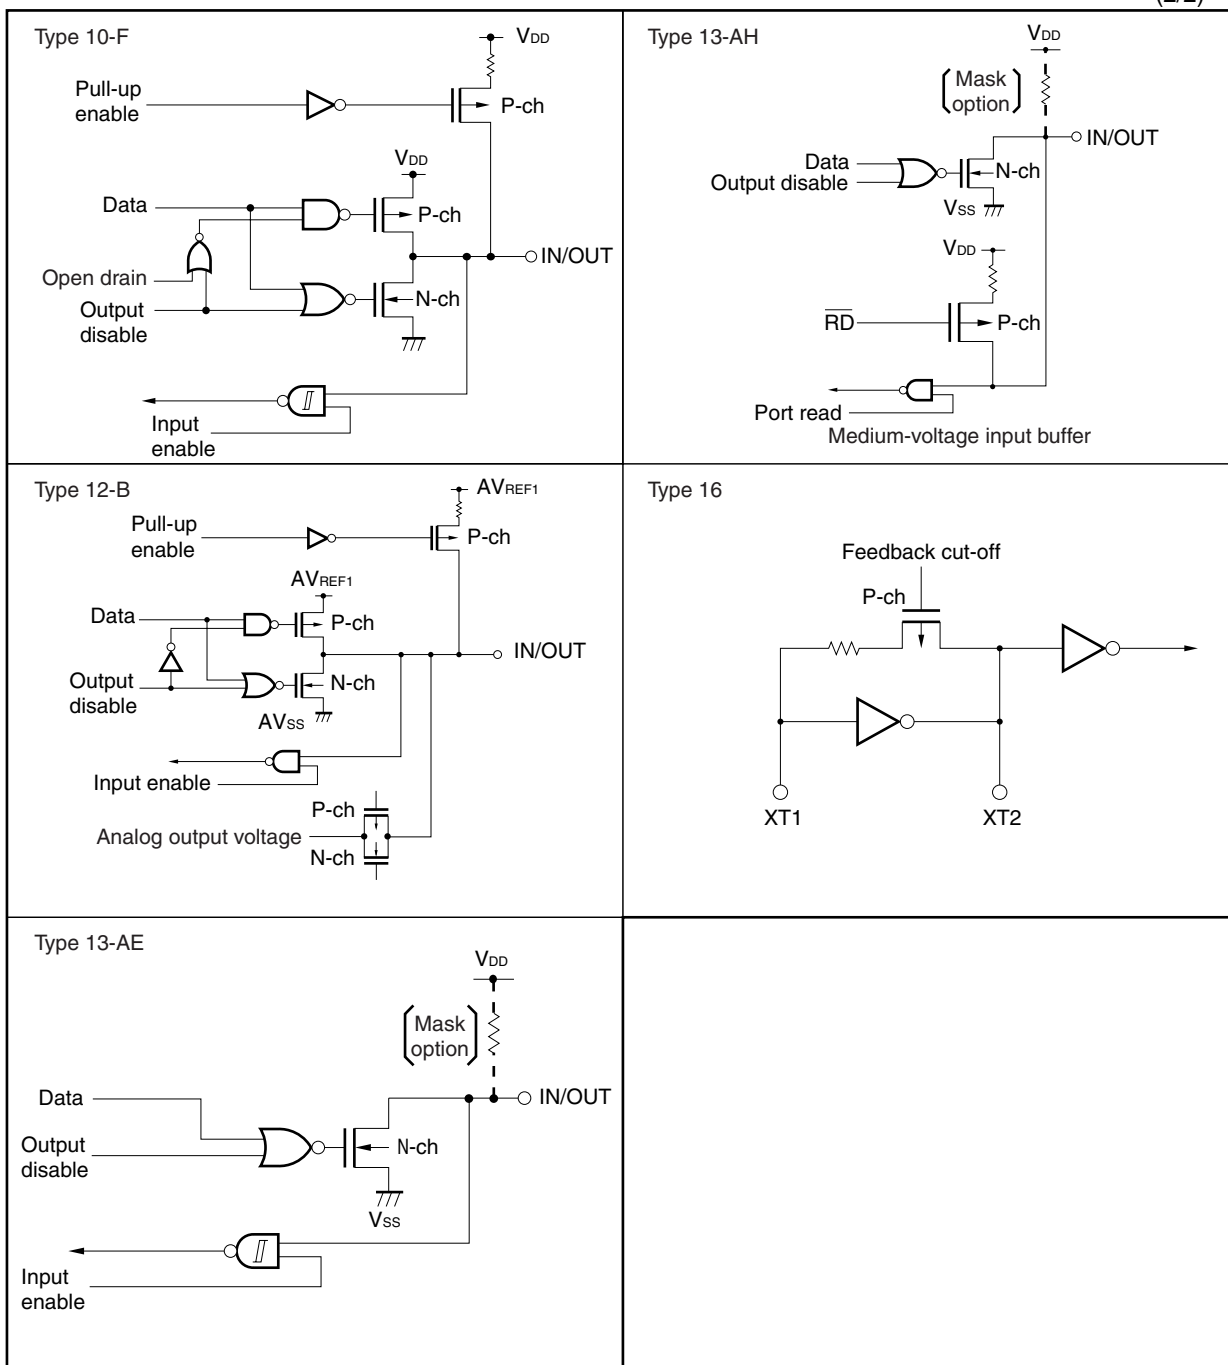 (2/2)
Type 10-F
VDD
Pull-up
enable
P-ch
VDD
Data
P-ch
IN/OUT
Open drain
Output
disable
N-ch
Input
enable
Type 13-AH
VDD
(Mask
option)
IN/OUT
Data
Output disable
N-ch
VSS
VDD
RD
P-ch
Port read
Medium-voltage input buffer
Type 12-B
AVREF1
Pull-up
enable
P-ch
AVREF1
Data
P-ch
IN/OUT
Output
disable
N-ch
AVSS
Input enable
P-ch
Analog output voltage
N-ch
Type 16
Feedback cut-off
P-ch
XT1
XT2
Type 13-AE
VDD
(Mask
option)
IN/OUT
Data
Output
disable
N-ch
VSS
Input
enable